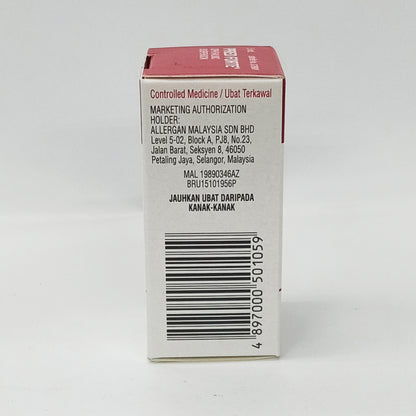 PRED FORTE
Controlled Medicine / Ubat Terkawal
MARKETING AUTHORIZATION
HOLDER:
ALLERGAN MALAYSIA SDN BHD
Level 5-02, Block A, PJ8, No.23,
Jalan Barat, Seksyen 8, 46050
Petaling Jaya, Selangor, Malaysia
MAL 19890346AZ
BRU15101956P
JAUHKAN UBAT DARIPADA
KANAK-KANAK
4 897000 501059